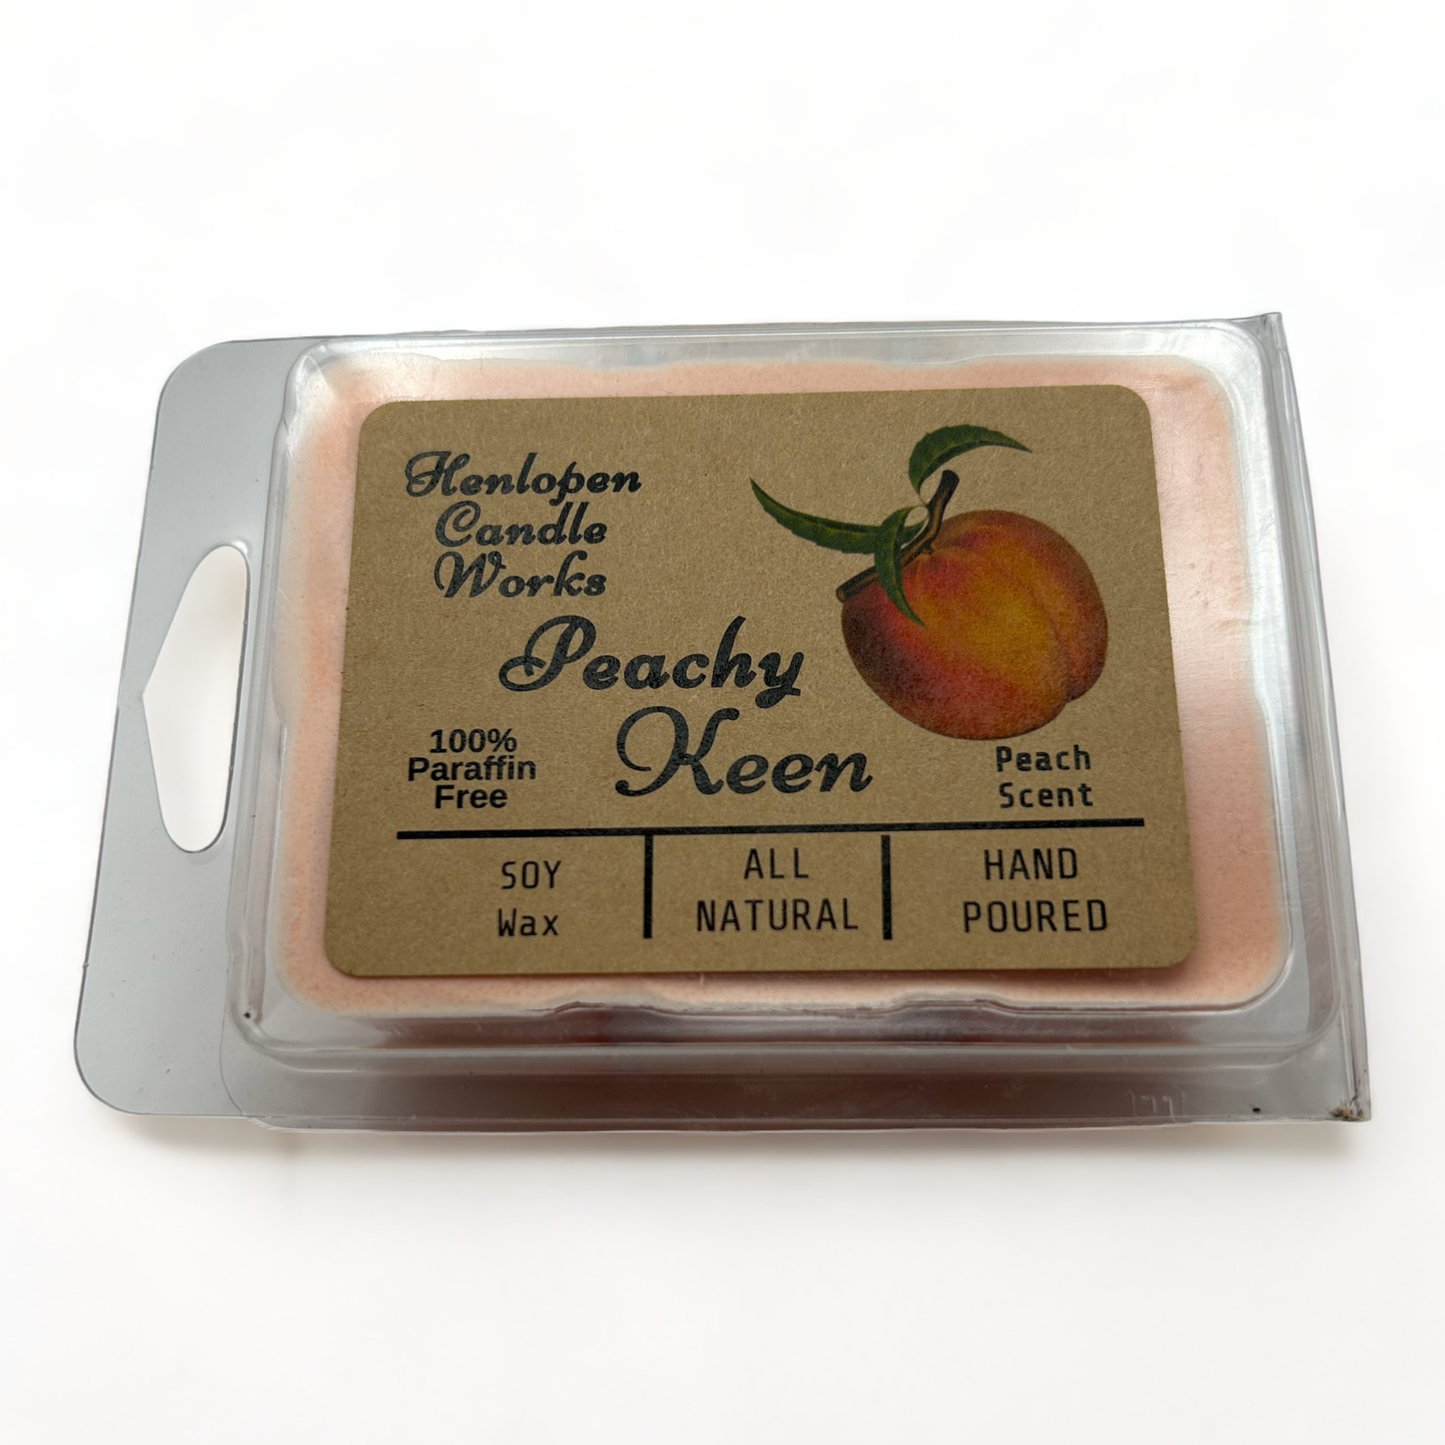 Henlopen
Candle
Works
Peachy
Keen
100%
Paraffin
Free
Peach
Scent
SOY
Wax
ALL
NATURAL
HAND
POURED